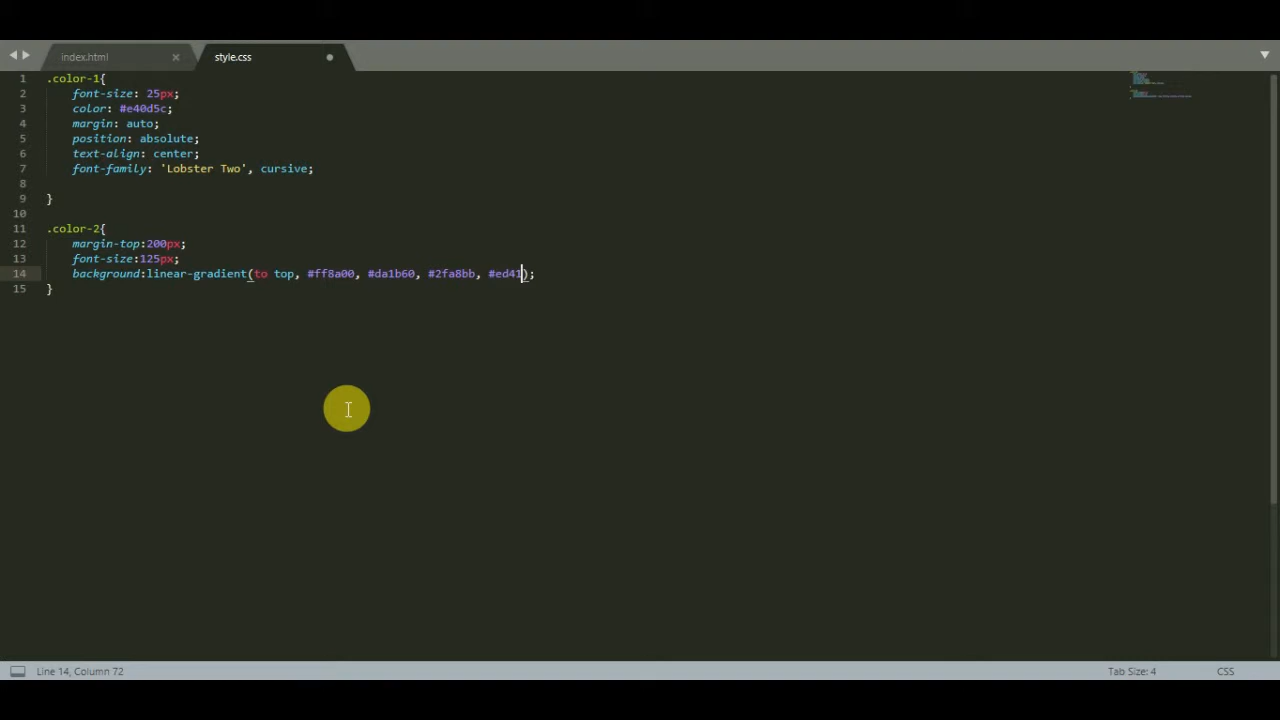 index.html
style.css
1 .color-1{
2 font-size: 25px;
3 color: #e40d5c;
4 margin: auto;
5 position: absolute;
6 text-align: center;
7 font-family: 'Lobster Two', cursive;
8
9 }
10
11 .color-2{
12 margin-top:200px;
13 font-size:125px;
14 background:linear-gradient(to top, #ff8a00, #da1b60, #2fa8bb, #ed41);
15 }
Line 14, Column 72
Tab Size: 4
CSS